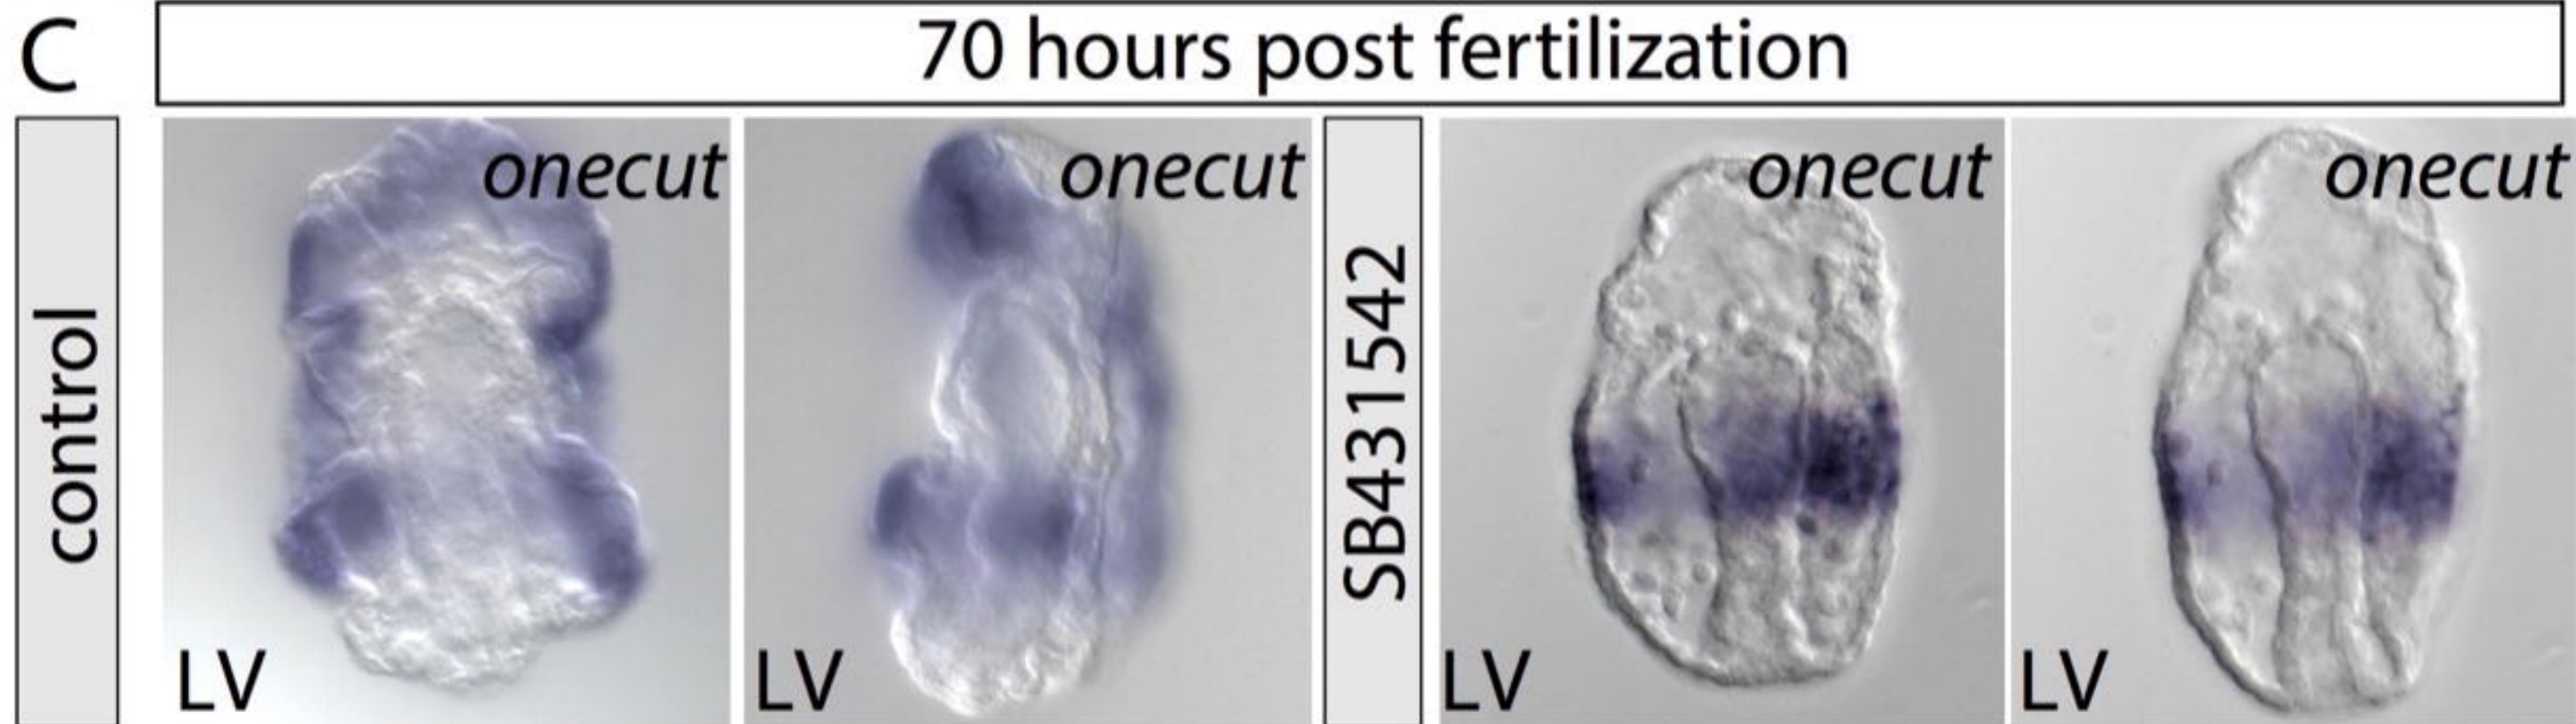 C
70 hours post fertilization
control
onecut
LV
onecut
LV
SB431542
onecut
LV
onecut
LV